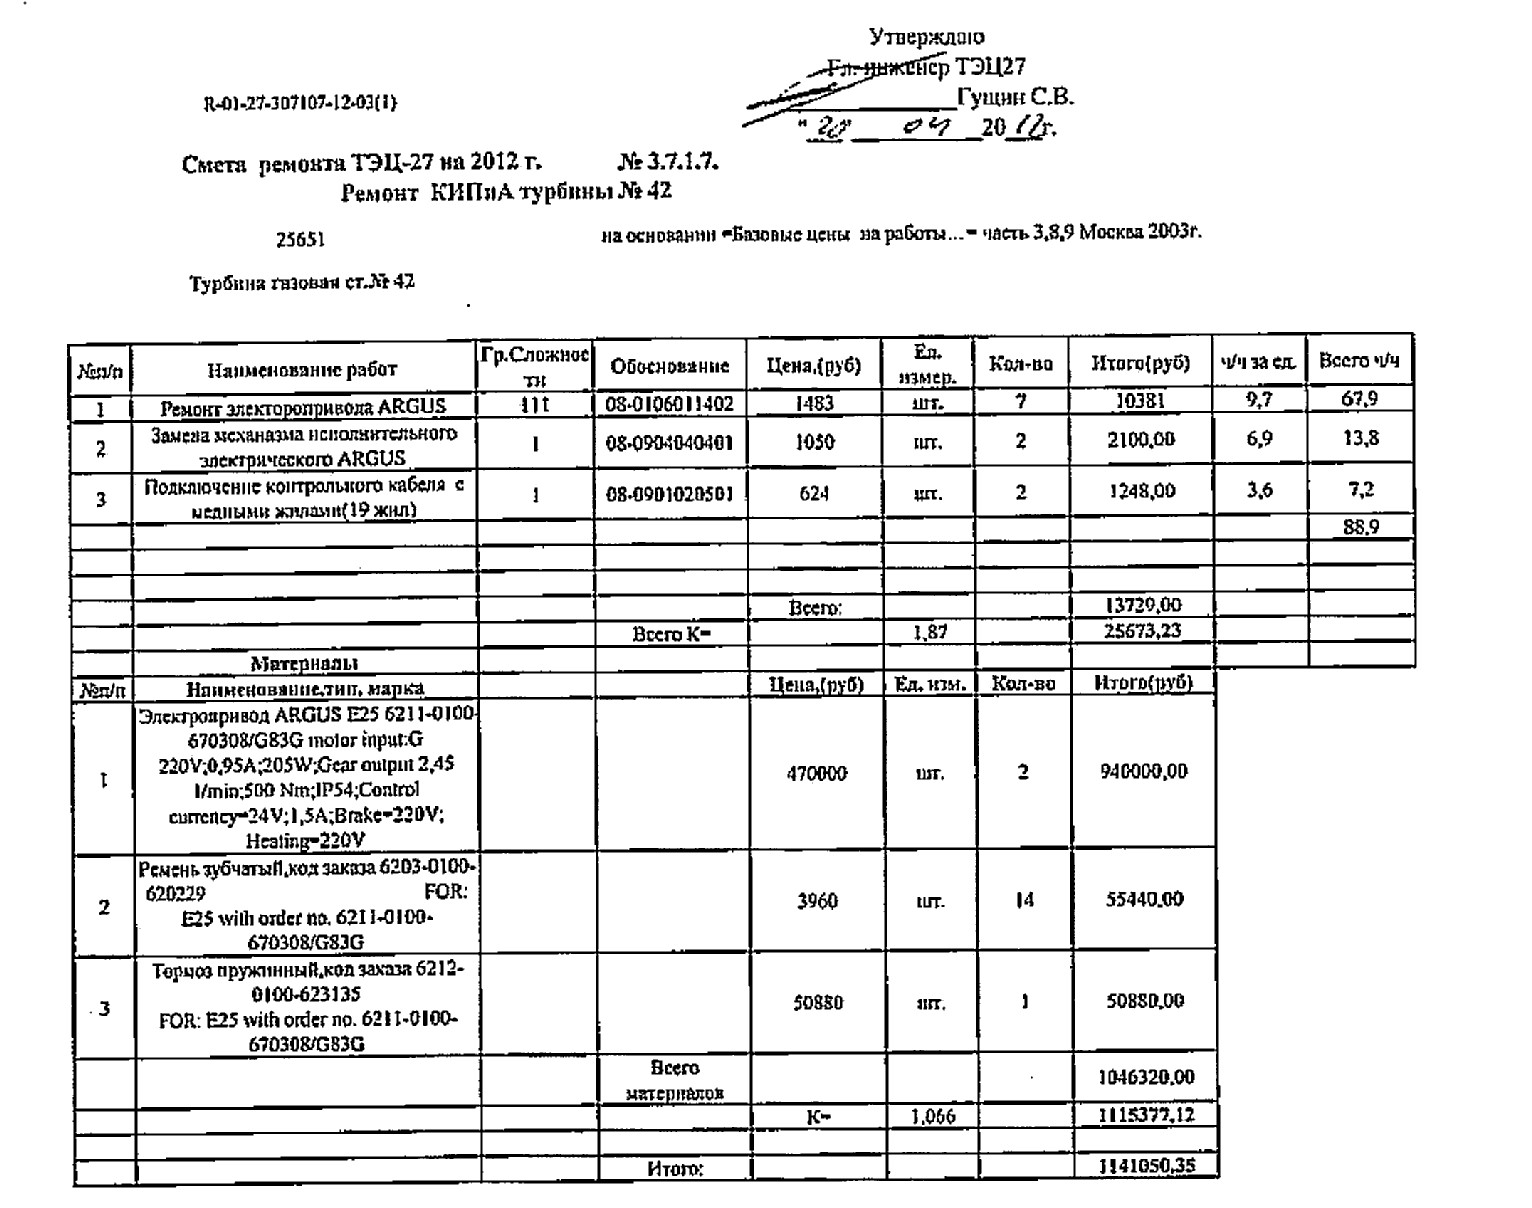 Утверждаю
Гл. инженер ТЭЦ27
R-01-27-307107-12-03(1)
Гущин С.В.
"20" 04 2012г.
Смета ремонта ТЭЦ-27 на 2012 г. № 3.7.1.7.
Ремонт КИПиА турбины № 42
25651 на основании «Базовые цены на работы...» часть 3,8,9 Москва 2003г.
Турбина газовая ст.№ 42
№п/п Наименование работ Гр.Сложнос Обоснование Цена,(руб) Ед. Кол-во Итого(руб) ч/ч за ед. Всего ч/ч
ти измер.
1 Ремонт электоропривода ARGUS 111 08-0106011402 1483 шт. 7 10381 9,7 67,9
2 Замена механазма исполнительного 1 08-0904040401 1050 шт. 2 2100,00 6,9 13,8
электрического ARGUS
3 Подключение контрольного кабеля с 1 08-0901020501 624 шт. 2 1248,00 3,6 7,2
медными жилами(19 жил)
88,9
Всего: 13729,00
Всего К= 1,87 25673,23
Материалы
№п/п Наименование,тип, марка Цена,(руб) Ед. изм. Кол-во Итого(руб)
1 Электропривод ARGUS E25 6211-0100- 470000 шт. 2 940000,00
670308/G83G motor input:G
220V;0,95A;205W;Gear output 2,45
1/min;500 Nm;IP54;Control
currency=24V;1,5A;Brake=220V;
Heating=220V
2 Ремень зубчатый,код заказа 6203-0100- 3960 шт. 14 55440,00
620229 FOR:
E25 with order no. 6211-0100-
670308/G83G
3 Тормоз пружинный,код заказа 6212- 50880 шт. 1 50880,00
0100-623135
FOR: E25 with order no. 6211-0100-
670308/G83G
Всего 1046320,00
материалов
К= 1,066 1115377,12
Итого: 1141050,35